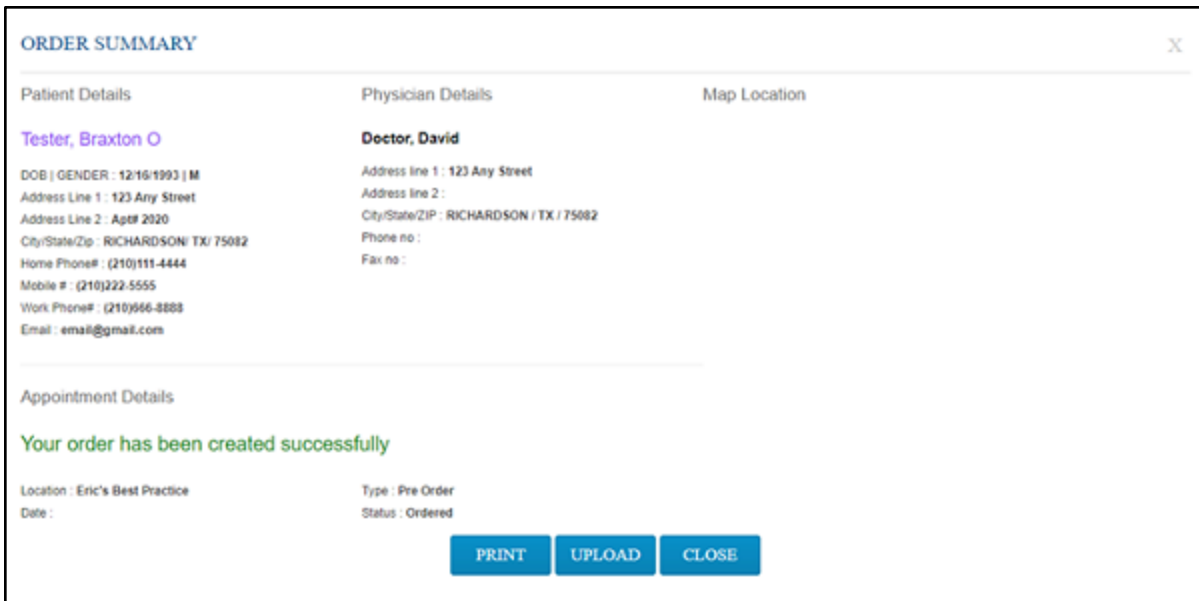 ORDER SUMMARY
X
Patient Details
Tester, Braxton O
DOB | GENDER : 12/16/1993 | M
Address Line 1 : 123 Any Street
Address Line 2 : Apt# 2020
City/State/Zip : RICHARDSON/ TX/ 75082
Home Phone# : (210)111-4444
Mobile # : (210)222-5555
Work Phone# : (210)666-8888
Email : email@gmail.com
Physician Details
Doctor, David
Address line 1 : 123 Any Street
Address line 2 :
City/State/ZIP : RICHARDSON / TX / 75082
Phone no :
Fax no :
Map Location
Appointment Details
Your order has been created successfully
Location : Eric's Best Practice
Date :
Type : Pre Order
Status : Ordered
PRINT
UPLOAD
CLOSE